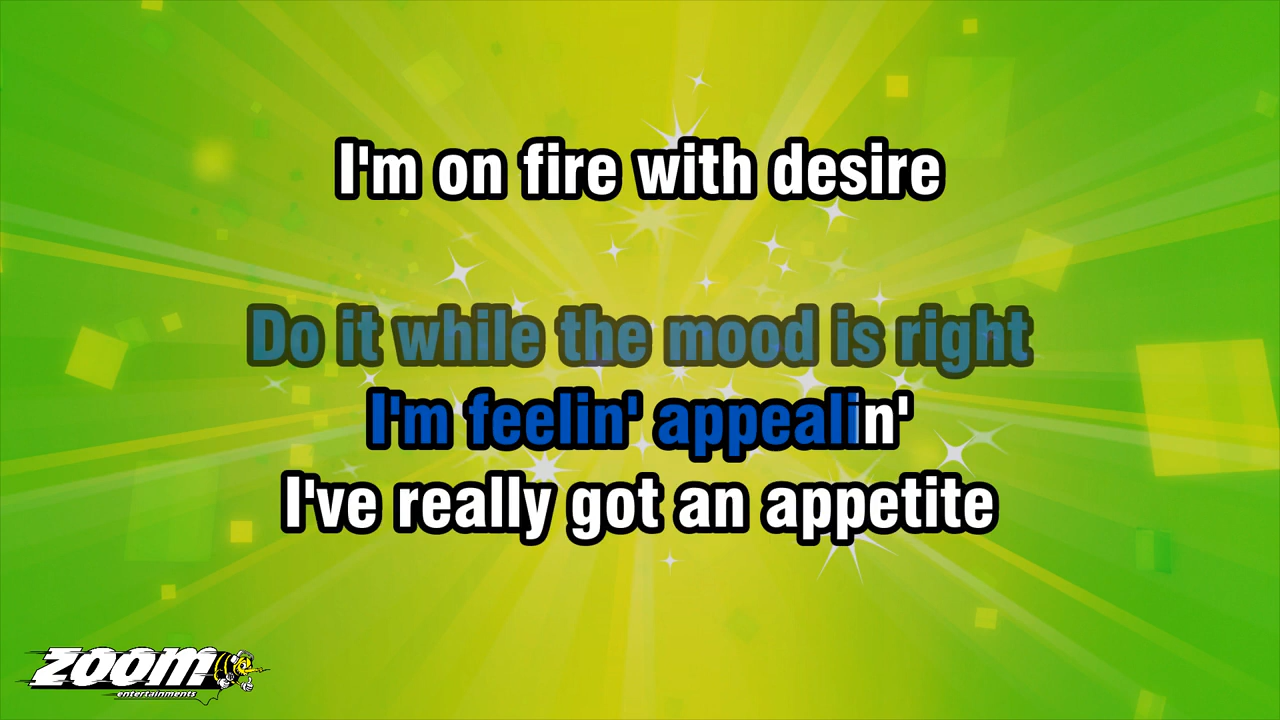 I'm on fire with desire
Do it while the mood is right
I'm feelin' appealin'
I've really got an appetite
zoom
entertainments